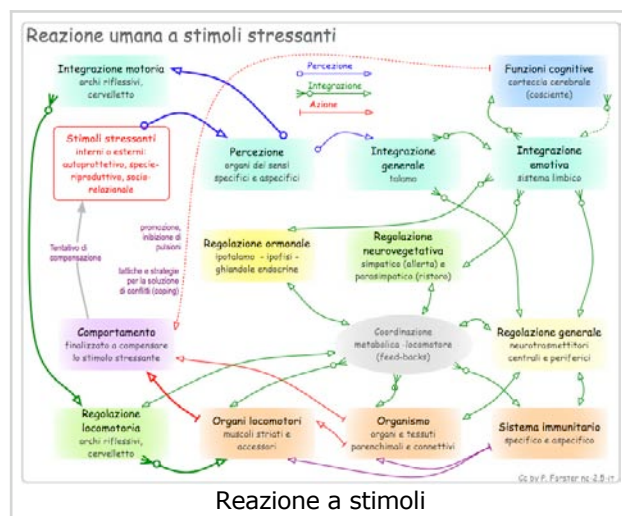 Reazione umana a stimoli stressanti
Integrazione motoria
archi riflessivi,
cervelletto
Percezione
Integrazione
Azione
Funzioni cognitive
corteccia cerebrale
(cosciente)
Stimoli stressanti
interni o esterni:
autoprotettivo, specie-
riproduttivo, socio-
relazionale
Percezione
organi dei sensi
specifici e aspecifici
Integrazione
generale
talamo
Integrazione
emotiva
sistema limbico
Tentativo di
compensazione
promozione,
inibizione di
pulsioni
tattiche e strategie
per la soluzione
di conflitti (coping)
Regolazione ormonale
ipotalamo - ipofisi -
ghiandole endocrine
Regolazione
neurovegetativa
simpatico (allerta) e
parasimpatico (ristoro)
Comportamento
finalizzato a compensare
lo stimolo stressante
Coordinazione
metabolica -locomotore
(feed-backs)
Regolazione generale
neurotrasmettitori
centrali e periferici
Regolazione
locomotoria
archi riflessivi,
cervelletto
Organi locomotori
muscoli striati e
accessori
Organismo
organi e tessuti
parenchimali e connettivi
Sistema immunitario
specifico e aspecifico
Cc by P. Forster nc-2.5-it
Reazione a stimoli